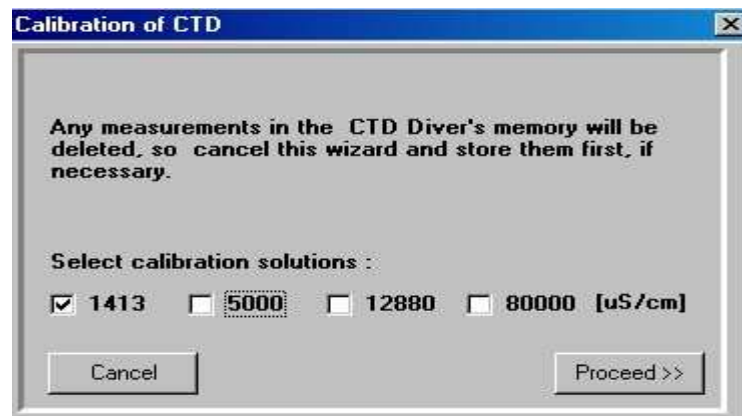 Calibration of CTD
Any measurements in the CTD Diver's memory will be
deleted, so cancel this wizard and store them first, if
necessary.
Select calibration solutions :
1413 5000 12880 80000 [uS/cm]
Cancel Proceed >>